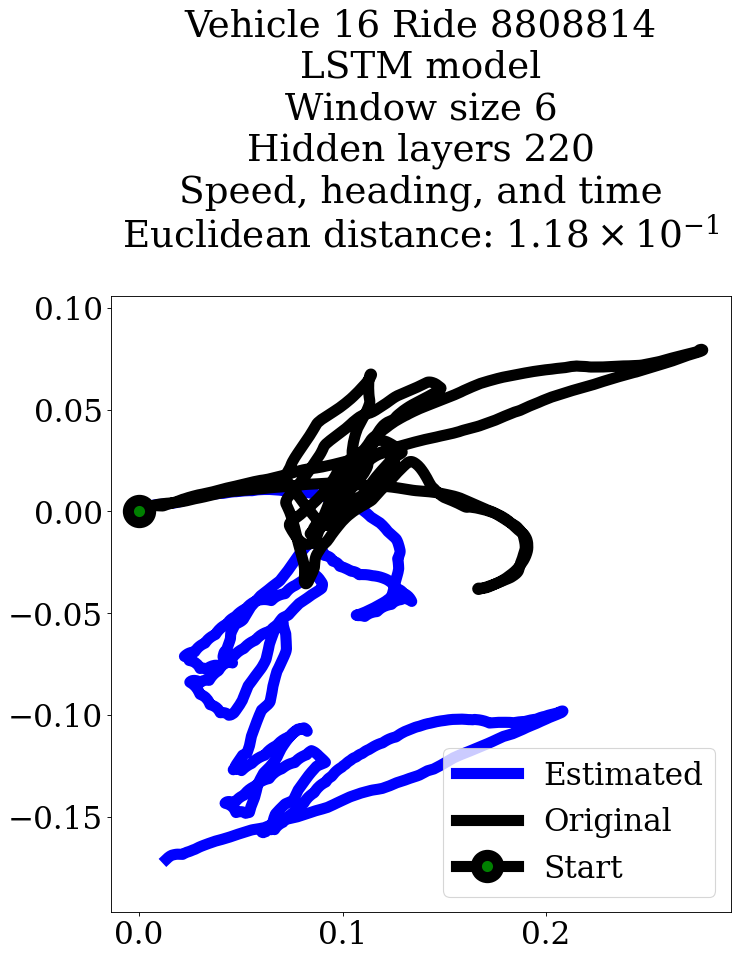 Vehicle 16 Ride 8808814
LSTM model
Window size 6
Hidden layers 220
Speed, heading, and time
Euclidean distance: 1.18 × 10⁻¹
0.10
0.05
0.00
−0.05
−0.10
−0.15
Estimated
Original
Start
0.0 0.1 0.2